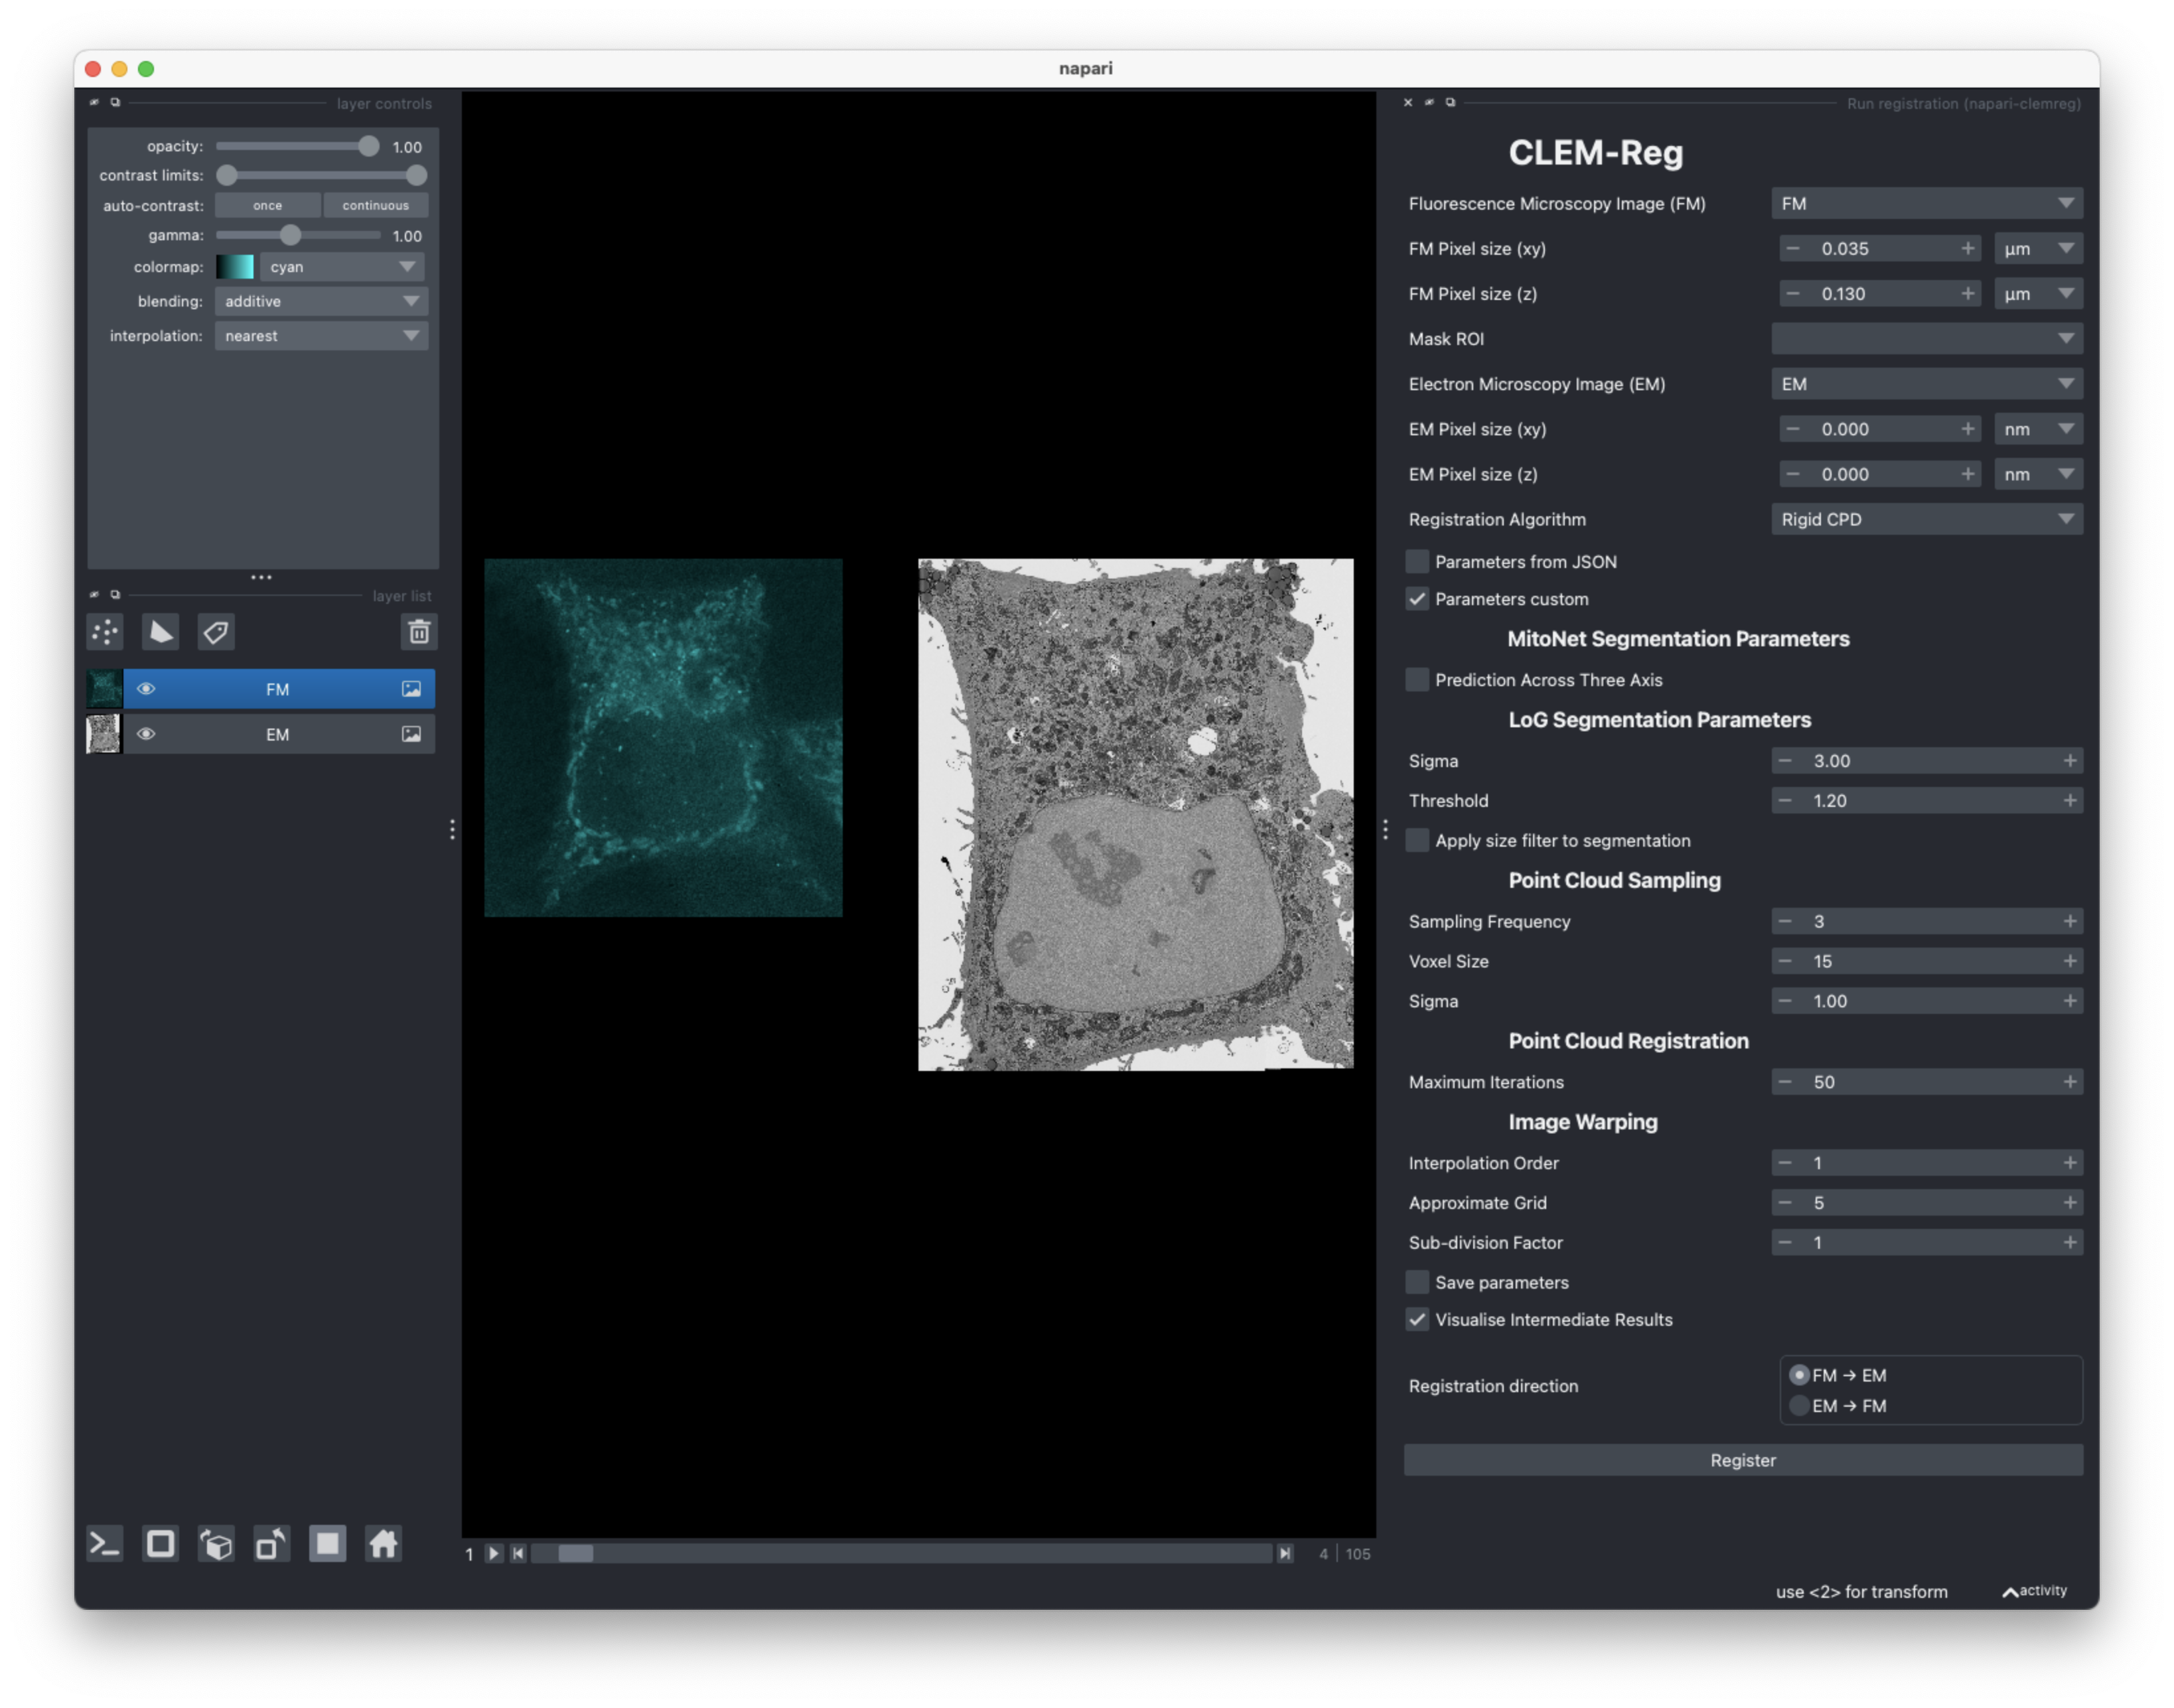 napari
layer controls
opacity: 1.00
contrast limits:
auto-contrast: once continuous
gamma: 1.00
colormap: cyan
blending: additive
interpolation: nearest
layer list
FM
EM
1 4 105
Run registration (napari-clemreg)
CLEM-Reg
Fluorescence Microscopy Image (FM) FM
FM Pixel size (xy) 0.035 µm
FM Pixel size (z) 0.130 µm
Mask ROI
Electron Microscopy Image (EM) EM
EM Pixel size (xy) 0.000 nm
EM Pixel size (z) 0.000 nm
Registration Algorithm Rigid CPD
Parameters from JSON
Parameters custom
MitoNet Segmentation Parameters
Prediction Across Three Axis
LoG Segmentation Parameters
Sigma 3.00
Threshold 1.20
Apply size filter to segmentation
Point Cloud Sampling
Sampling Frequency 3
Voxel Size 15
Sigma 1.00
Point Cloud Registration
Maximum Iterations 50
Image Warping
Interpolation Order 1
Approximate Grid 5
Sub-division Factor 1
Save parameters
Visualise Intermediate Results
Registration direction
FM → EM
EM → FM
Register
use <2> for transform activity